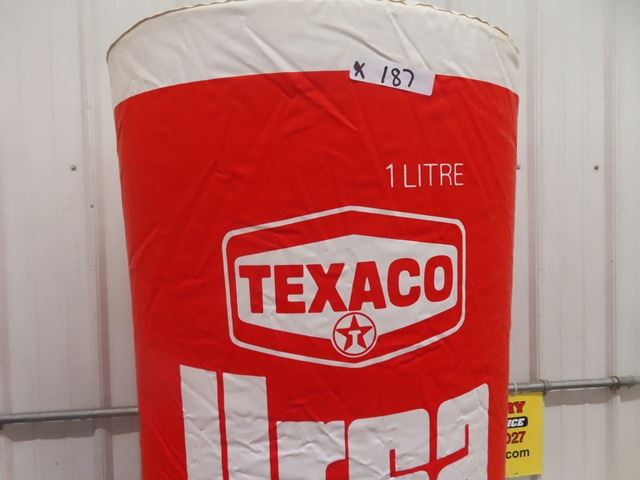 x 187
1 LITRE
TEXACO
T
RY
ICE
027
.com